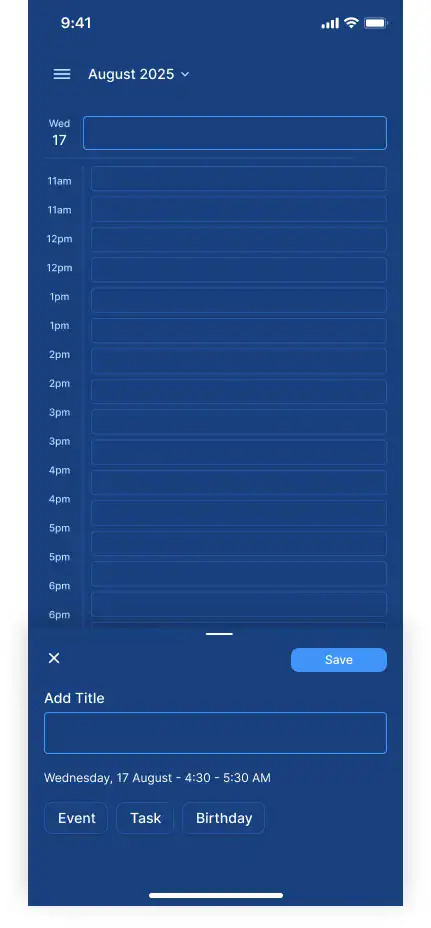 9:41
August 2025
Wed
17
11am
11am
12pm
12pm
1pm
1pm
2pm
2pm
3pm
3pm
4pm
4pm
5pm
5pm
6pm
6pm
Save
Add Title
Wednesday, 17 August - 4:30 - 5:30 AM
Event Task Birthday